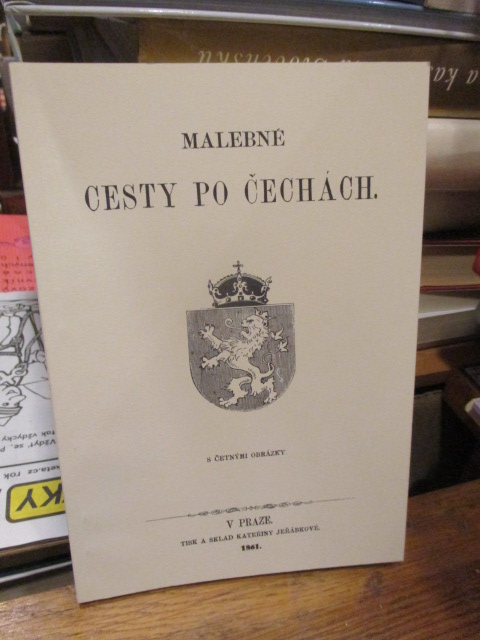 MALEBNÉ
CESTY PO ČECHÁCH.
S ČETNÝMI OBRÁZKY
V PRAZE.
TISK A SKLAD KATEŘINY JEŘÁBKOVÉ.
1861.